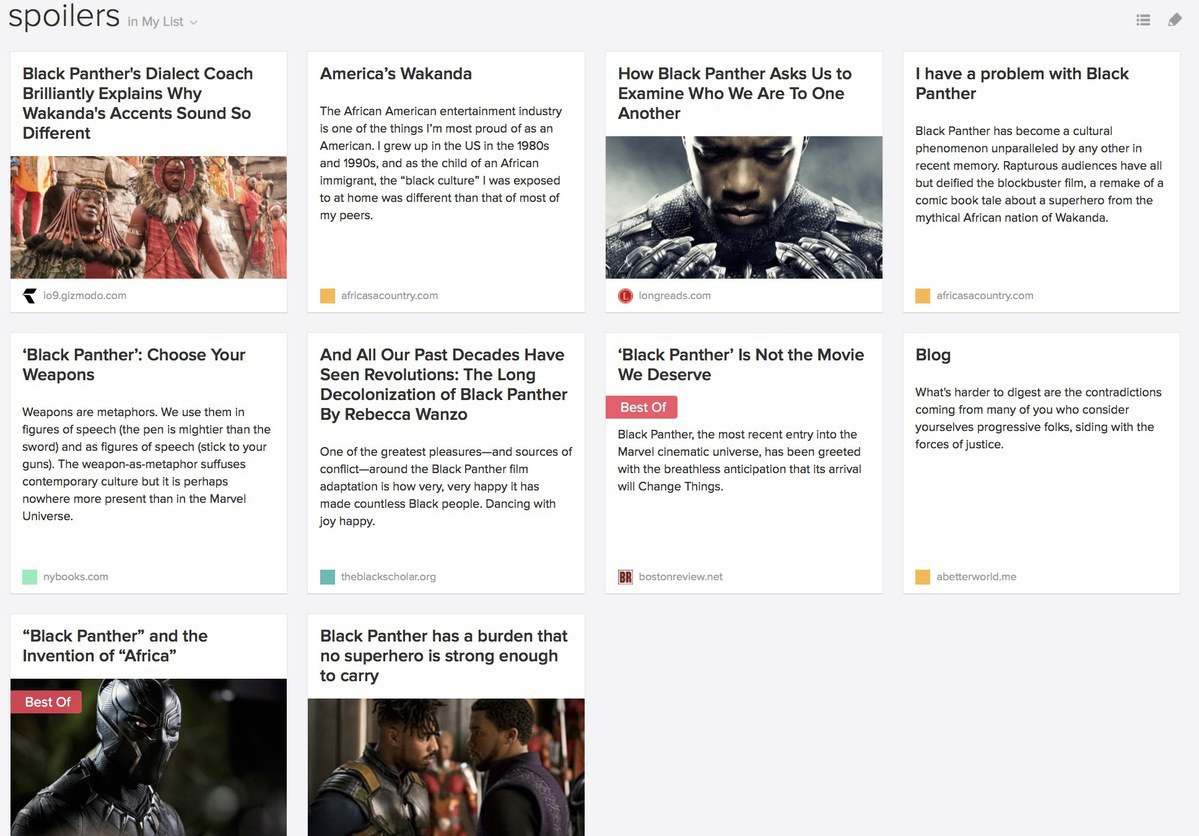 spoilers in My List
Black Panther's Dialect Coach
Brilliantly Explains Why
Wakanda's Accents Sound So
Different
io9.gizmodo.com
America’s Wakanda
The African American entertainment industry
is one of the things I’m most proud of as an
American. I grew up in the US in the 1980s
and 1990s, and as the child of an African
immigrant, the “black culture” I was exposed
to at home was different than that of most of
my peers.
africasacountry.com
How Black Panther Asks Us to
Examine Who We Are To One
Another
L
longreads.com
I have a problem with Black
Panther
Black Panther has become a cultural
phenomenon unparalleled by any other in
recent memory. Rapturous audiences have all
but deified the blockbuster film, a remake of a
comic book tale about a superhero from the
mythical African nation of Wakanda.
africasacountry.com
‘Black Panther’: Choose Your
Weapons
Weapons are metaphors. We use them in
figures of speech (the pen is mightier than the
sword) and as figures of speech (stick to your
guns). The weapon-as-metaphor suffuses
contemporary culture but it is perhaps
nowhere more present than in the Marvel
Universe.
nybooks.com
And All Our Past Decades Have
Seen Revolutions: The Long
Decolonization of Black Panther
By Rebecca Wanzo
One of the greatest pleasures—and sources of
conflict—around the Black Panther film
adaptation is how very, very happy it has
made countless Black people. Dancing with
joy happy.
theblackscholar.org
‘Black Panther’ Is Not the Movie
We Deserve
Best Of
Black Panther, the most recent entry into the
Marvel cinematic universe, has been greeted
with the breathless anticipation that its arrival
will Change Things.
BR
bostonreview.net
Blog
What's harder to digest are the contradictions
coming from many of you who consider
yourselves progressive folks, siding with the
forces of justice.
abetterworld.me
“Black Panther” and the
Invention of “Africa”
Best Of
Black Panther has a burden that
no superhero is strong enough
to carry